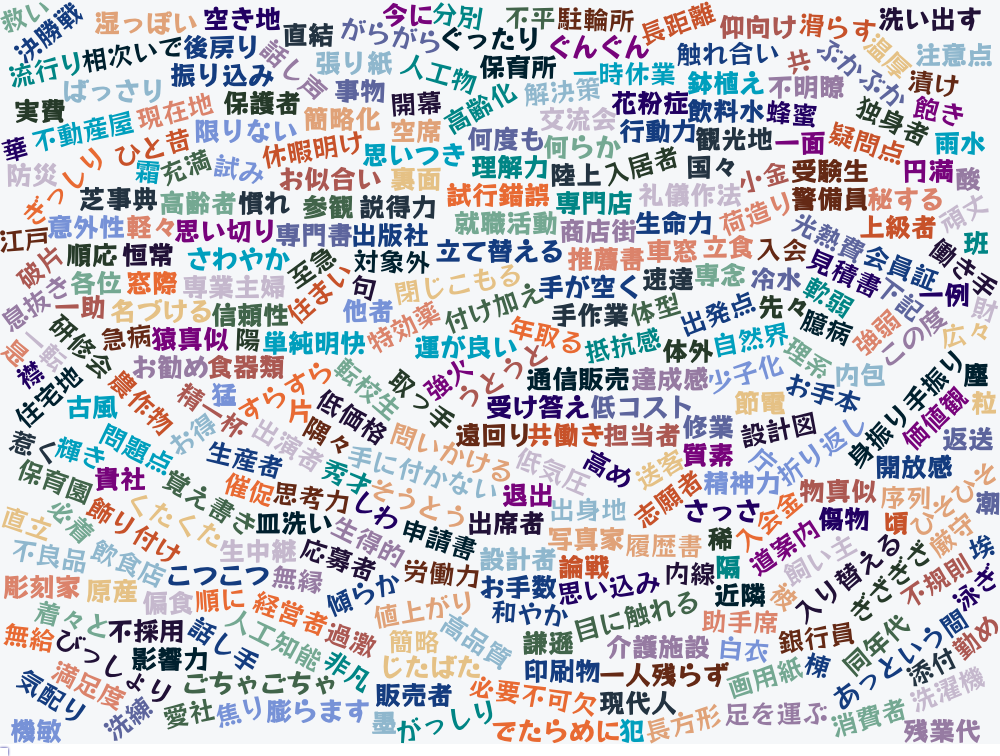 救い
決勝戦
湿っぽい
空き地
直結
がらがら
今に
分別
ぐったり
不平
駐輪所
ぐんぐん
長距離
仰向け
滑らす
洗い出す
流行り
相次いで
後戻り
話し声
張り紙
人工物
保育所
一時休業
触れ合い
共
ぶかぶか
温厚
注意点
ばっさり
振り込み
事物
開幕
高齢化
解決策
花粉症
鉢植え
飲料水
不明瞭
蜂蜜
独身者
漬け
飽き
実費
華
不動産屋
現在地
保護者
限りない
簡略化
空席
何度も
交流会
何らか
行動力
観光地
一面
疑問点
雨水
防災
ぎっしり
ひと苛
霜
充満
試み
休暇明け
お似合い
思いつき
裏面
理解力
陸上
入居者
国々
小金
受験生
円満
酸
芝事典
高齢者
慣れ
参観
説得力
試行錯誤
専門店
礼儀作法
荷造り
警備員
秘する
頑丈
江戸
意外性
軽々
思い切り
専門書
出版社
就職活動
商店街
生命力
光熱費
上級者
働き手
班
破片
順応
恒常
さわやか
至急
対象外
立て替える
推薦書
車窓
立食
入会
見積書
会員証
息抜き
各位
窓際
専業主婦
住まい
句
閉じこもる
手が空く
速達
専念
冷水
軟弱
下記
一例
財
一助
名づける
信頼性
他者
特効薬
付け加え
手作業
体型
出発点
先々
臆病
強弱
この度
広々
是
一転
研修会
急病
猿真似
陽
単純明快
運が良い
年取る
抵抗感
体外
自然界
理系
内包
手振り
襟
住宅地
お勧め
食器類
転校生
取っ手
強火
うとうと
通信販売
達成感
少子化
お手本
塵
古風
農作物
精一杯
猛
すらすら
片隅
々
低価格
受け答え
低コスト
節電
身振り
価値観
粒
惹く
輝き
問題点
お得
出演者
問いかける
遠回り
共働き
担当者
修業
設計図
折り返し
返送
保育園
貴社
覚え書き
生産者
秀才
手に付かない
低気圧
高め
送客
質素
精神力
開放感
必着
くたくた
催促
思考力
しわ
そうとう
退出
出身地
志願者
さっさ
入会金
物真似
序列
ひそひそ
潮
直立
飾り付け
皿洗い
生得的
申請書
出席者
写真家
履歴書
稀
道案内
傷物
頃
厳守
埃
不良品
飲食店
生中継
応募者
労働力
設計者
論戦
内線
隔
飼い主
入り替える
ぎざぎざ
不規則
泳ぎ
彫刻家
原産
こつこつ
無縁
傾らか
お手数
思い込み
近隣
偏食
順に
経営者
値上がり
和やか
目に触れる
助手席
銀行員
同年代
あっという間
勤め
着々と
不採用
話し手
人工知能
過激
簡略
高品質
謙遜
介護施設
白衣
無給
びっしょり
影響力
非凡
じたばた
印刷物
一人残らず
画用紙
棟
添付
洗濯機
気配り
満足度
ごちゃごちゃ
販売者
必要不可欠
現代人
機敏
洗練
愛社
焦り
膨らます
墨
がっしり
でたらめに
犯
長方形
足を運ぶ
消費者
残業代